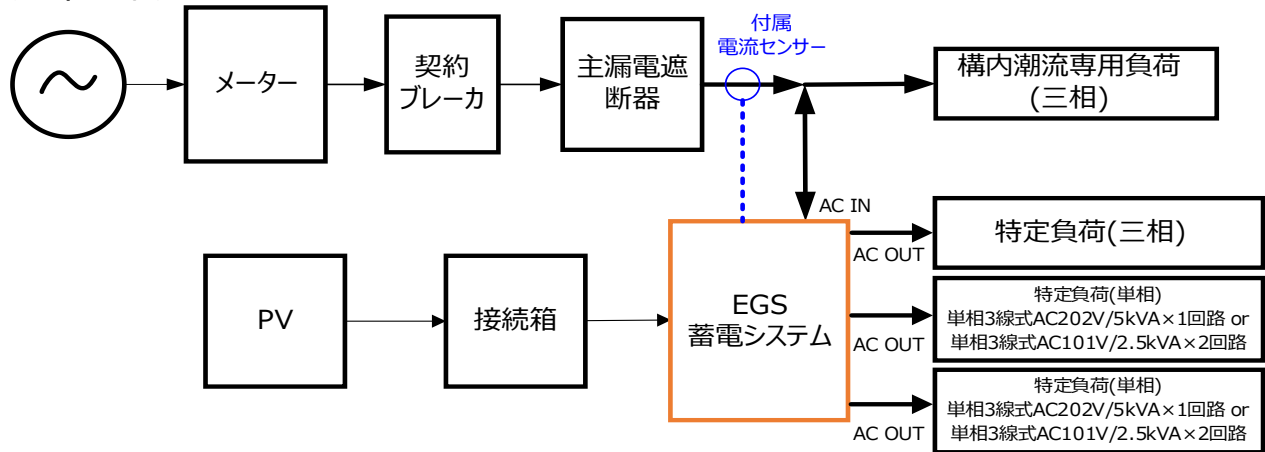 付属
電流センサー
メーター
契約
ブレーカ
主漏電遮
断器
構内潮流専用負荷
(三相)
AC IN
特定負荷(三相)
AC OUT
PV
接続箱
EGS
蓄電システム
特定負荷(単相)
単相3線式AC202V/5kVA×1回路 or
単相3線式AC101V/2.5kVA×2回路
AC OUT
特定負荷(単相)
単相3線式AC202V/5kVA×1回路 or
単相3線式AC101V/2.5kVA×2回路
AC OUT